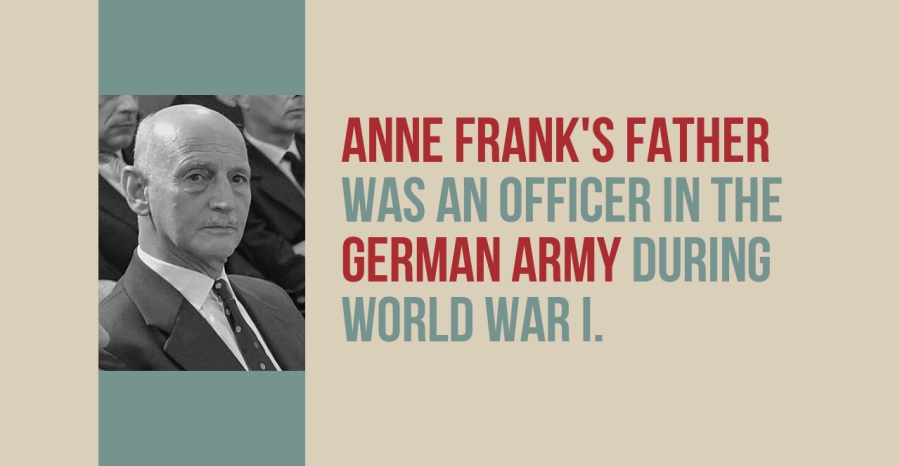 ANNE FRANK'S FATHER
WAS AN OFFICER IN THE
GERMAN ARMY DURING
WORLD WAR I.